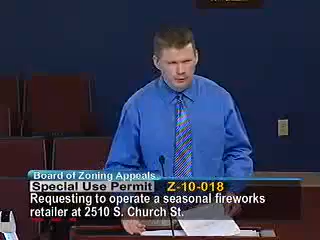 Board of Zoning Appeals
Special Use Permit Z-10-018
Requesting to operate a seasonal fireworks
retailer at 2510 S. Church St.